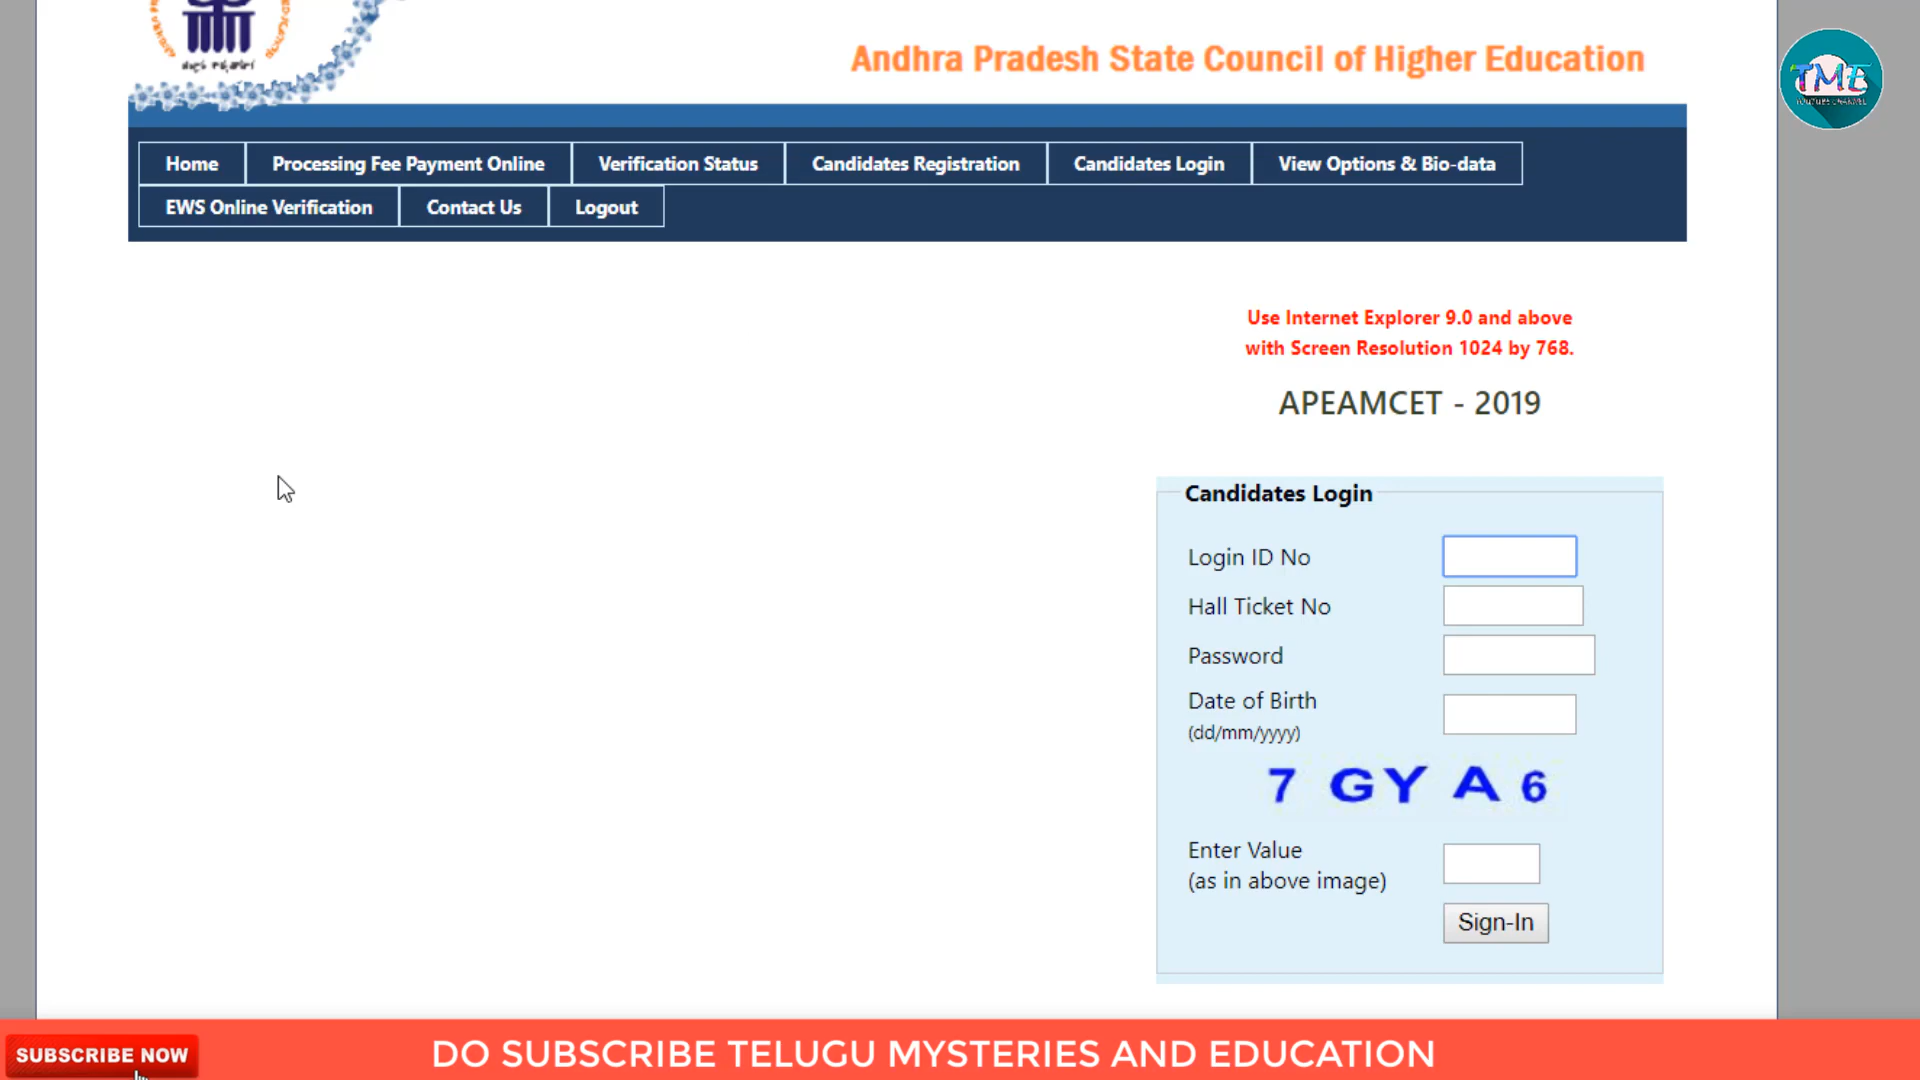 Andhra Pradesh State Council of Higher Education
TME
YOUTUBE CHANNEL
Home
Processing Fee Payment Online
Verification Status
Candidates Registration
Candidates Login
View Options & Bio-data
EWS Online Verification
Contact Us
Logout
Use Internet Explorer 9.0 and above
with Screen Resolution 1024 by 768.
APEAMCET - 2019
Candidates Login
Login ID No
Hall Ticket No
Password
Date of Birth
(dd/mm/yyyy)
7 GY A 6
Enter Value
(as in above image)
Sign-In
SUBSCRIBE NOW
DO SUBSCRIBE TELUGU MYSTERIES AND EDUCATION